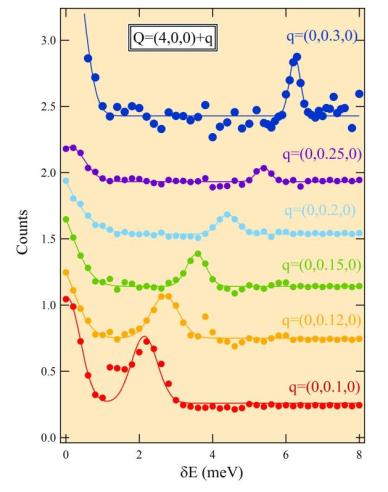 3.0
2.5
2.0
1.5
1.0
0.5
0.0
Counts
Q=(4,0,0)+q
q=(0,0.3,0)
q=(0,0.25,0)
q=(0,0.2,0)
q=(0,0.15,0)
q=(0,0.12,0)
q=(0,0.1,0)
0 2 4 6 8
δE (meV)